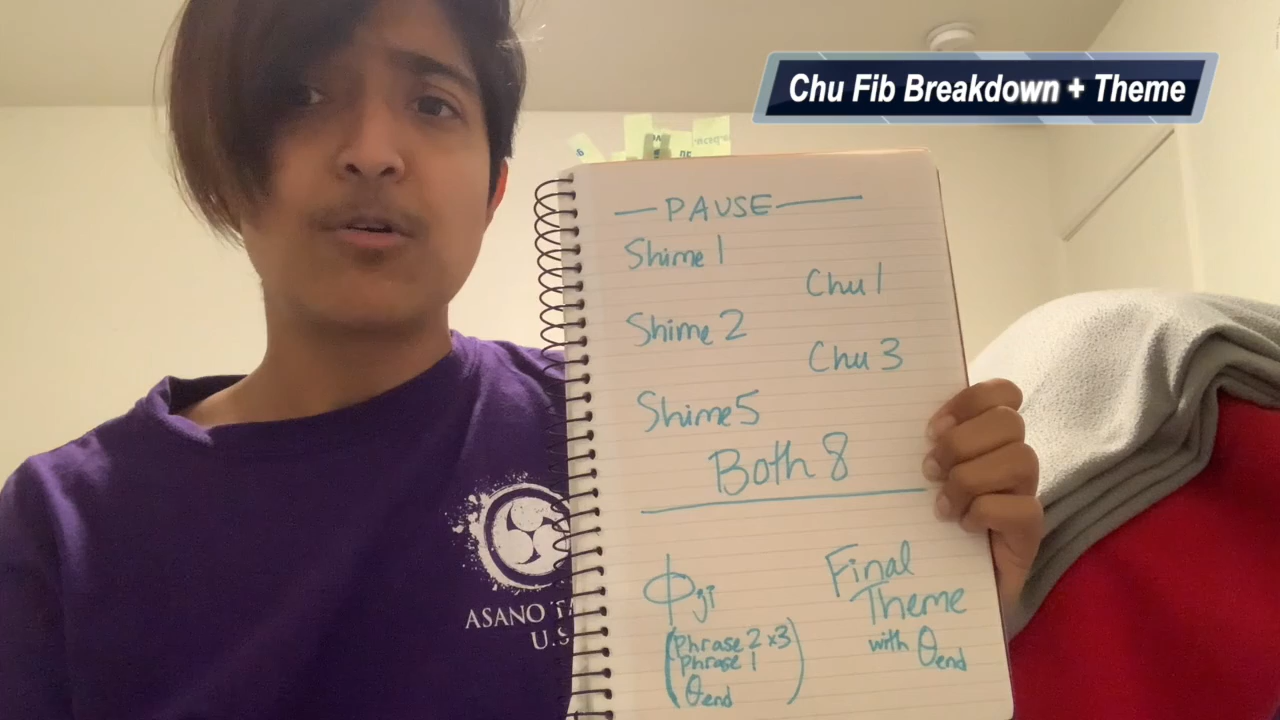 Chu Fib Breakdown + Theme
PAUSE
Shime 1
Chu 1
Shime 2
Chu 3
Shime 5
Both 8
Φji
(Phrase 2 x3
Phrase 1
θend)
Final
Theme
with θend
ASANO
U.S.